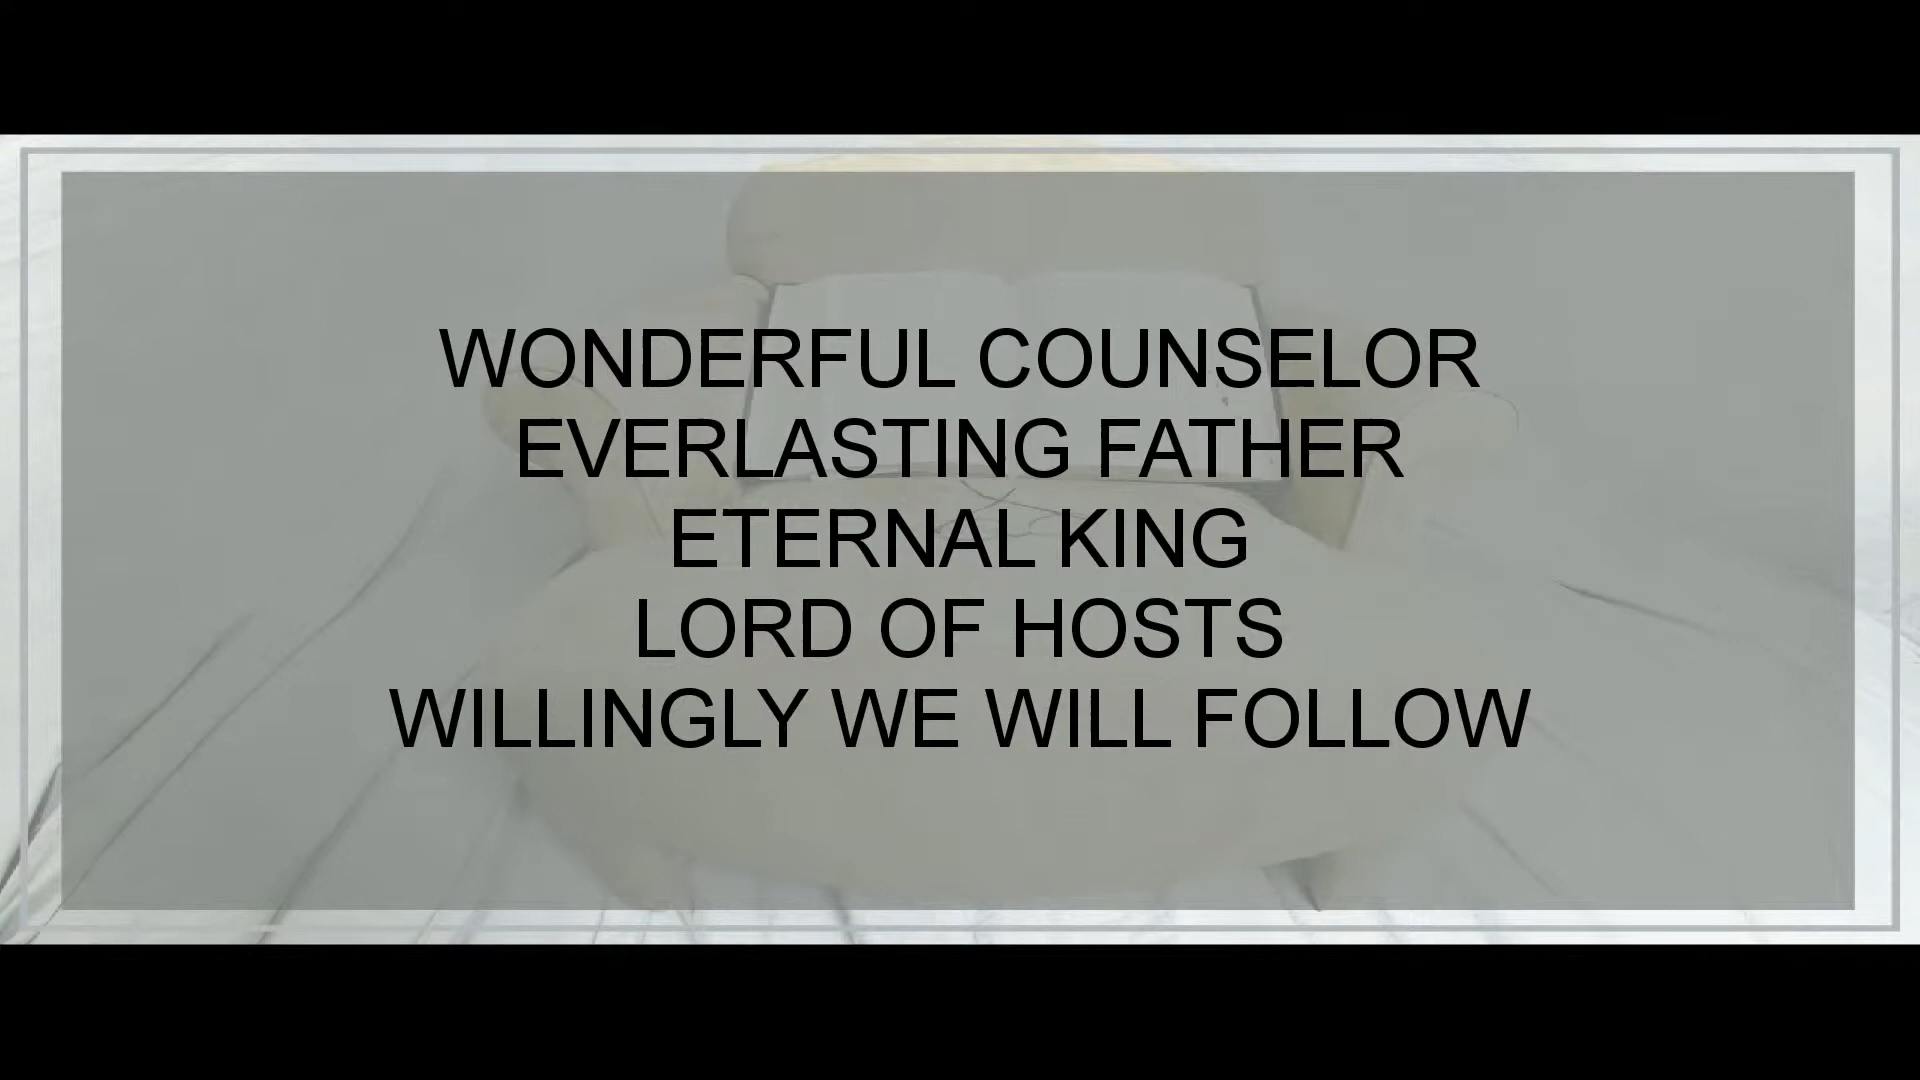 WONDERFUL COUNSELOR
EVERLASTING FATHER
ETERNAL KING
LORD OF HOSTS
WILLINGLY WE WILL FOLLOW